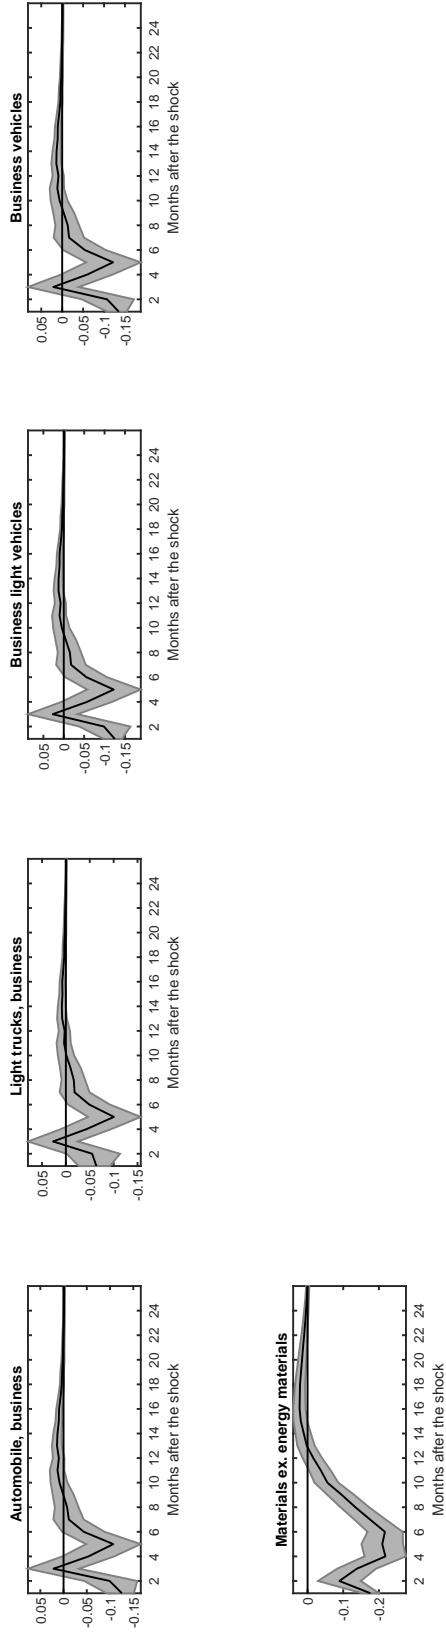 Automobile, business
0.05
0
-0.05
-0.1
-0.15
2 4 6 8 10 12 14 16 18 20 22 24
Months after the shock
Light trucks, business
0.05
0
-0.05
-0.1
-0.15
2 4 6 8 10 12 14 16 18 20 22 24
Months after the shock
Business light vehicles
0.05
0
-0.05
-0.1
-0.15
2 4 6 8 10 12 14 16 18 20 22 24
Months after the shock
Business vehicles
0.05
0
-0.05
-0.1
-0.15
2 4 6 8 10 12 14 16 18 20 22 24
Months after the shock
Materials ex. energy materials
0
-0.1
-0.2
2 4 6 8 10 12 14 16 18 20 22 24
Months after the shock